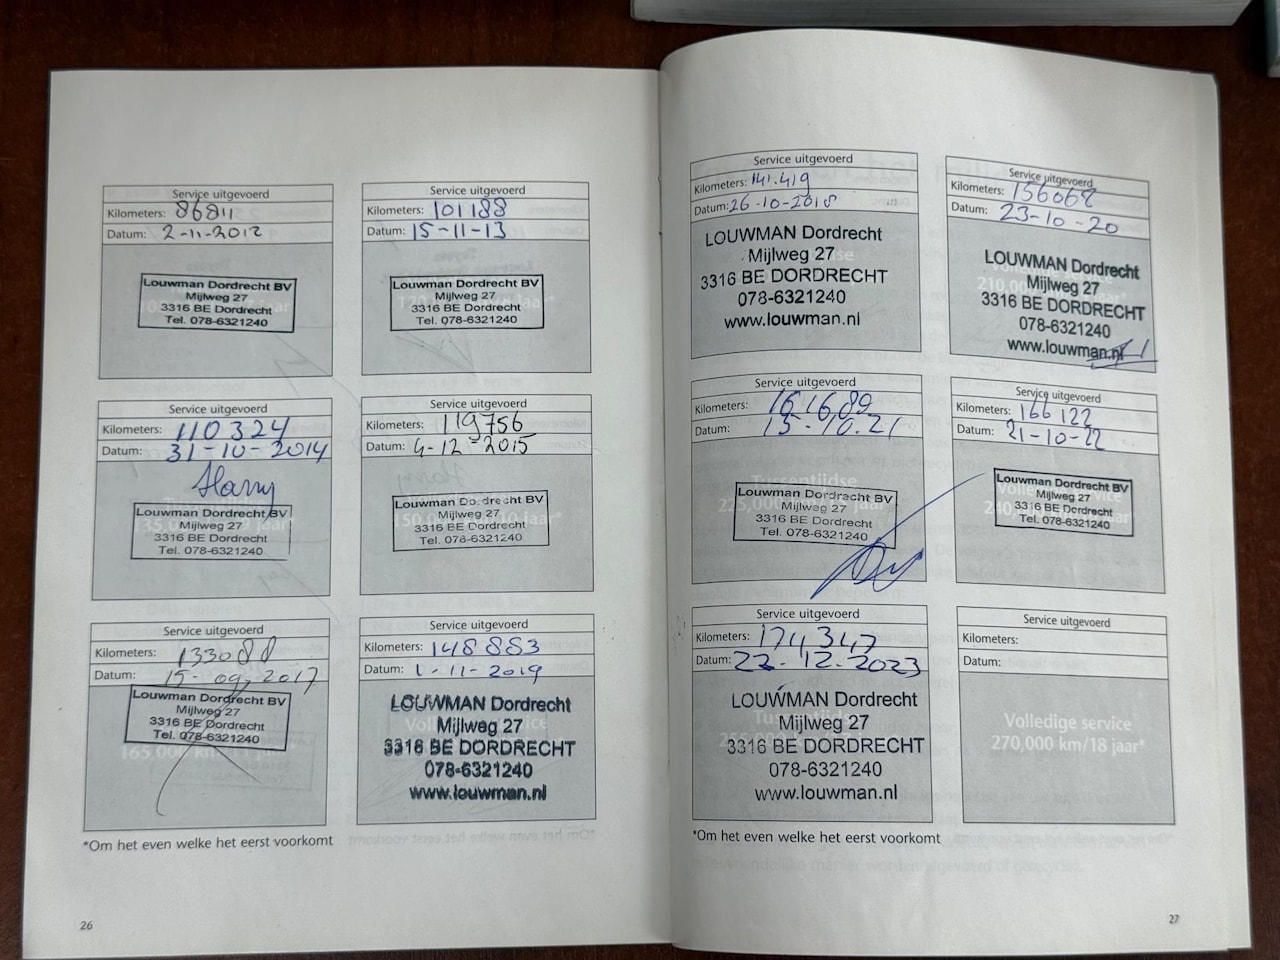 Service uitgevoerd
Kilometers: 86811
Datum: 2-11-2012
Louwman Dordrecht BV
Mijlweg 27
3316 BE Dordrecht
Tel. 078-6321240
Service uitgevoerd
Kilometers: 101188
Datum: 15-11-13
Louwman Dordrecht BV
Mijlweg 27
3316 BE Dordrecht
Tel. 078-6321240
Service uitgevoerd
Kilometers: 110324
Datum: 31-10-2014
Harry
Louwman Dordrecht BV
Mijlweg 27
3316 BE Dordrecht
Tel. 078-6321240
Service uitgevoerd
Kilometers: 119756
Datum: 4-12-2015
Louwman Dordrecht BV
Mijlweg 27
3316 BE Dordrecht
Tel. 078-6321240
Service uitgevoerd
Kilometers: 133088
Datum: 15-09-2017
Louwman Dordrecht BV
Mijlweg 27
3316 BE Dordrecht
Tel. 078-6321240
Service uitgevoerd
Kilometers: 148883
Datum: 1-11-2019
LOUWMAN Dordrecht
Mijlweg 27
3316 BE DORDRECHT
078-6321240
www.louwman.nl
*Om het even welke het eerst voorkomt
26
Service uitgevoerd
Kilometers: 141.419
Datum: 26-10-2018
LOUWMAN Dordrecht
Mijlweg 27
3316 BE DORDRECHT
078-6321240
www.louwman.nl
Service uitgevoerd
Kilometers: 156068
Datum: 23-10-20
LOUWMAN Dordrecht
Mijlweg 27
3316 BE DORDRECHT
078-6321240
www.louwman.nl
Service uitgevoerd
Kilometers: 161689
Datum: 15-10-21
Tussentijdse
225,000
Louwman Dordrecht BV
Mijlweg 27
3316 BE Dordrecht
Tel. 078-6321240
Service uitgevoerd
Kilometers: 166122
Datum: 21-10-22
Louwman Dordrecht BV
Mijlweg 27
3316 BE Dordrecht
Tel. 078-6321240
Service uitgevoerd
Kilometers: 174347
Datum: 22-12-2023
LOUWMAN Dordrecht
Mijlweg 27
3316 BE DORDRECHT
078-6321240
www.louwman.nl
Service uitgevoerd
Kilometers:
Datum:
Volledige service
270,000 km/18 jaar*
*Om het even welke het eerst voorkomt
27